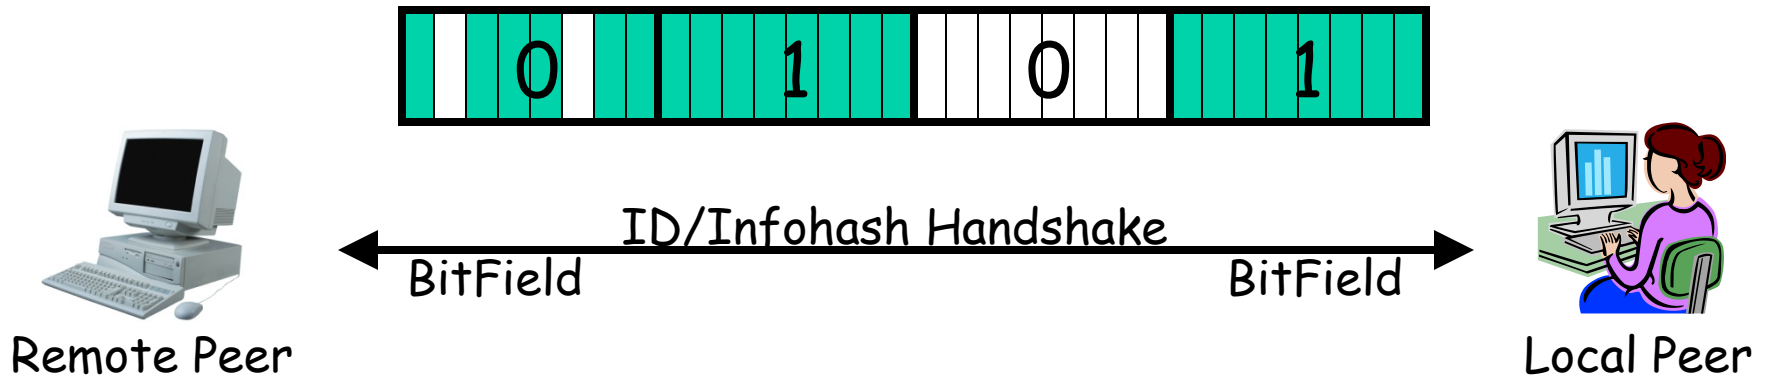 0 1 0 1
ID/Infohash Handshake
BitField BitField
Remote Peer Local Peer